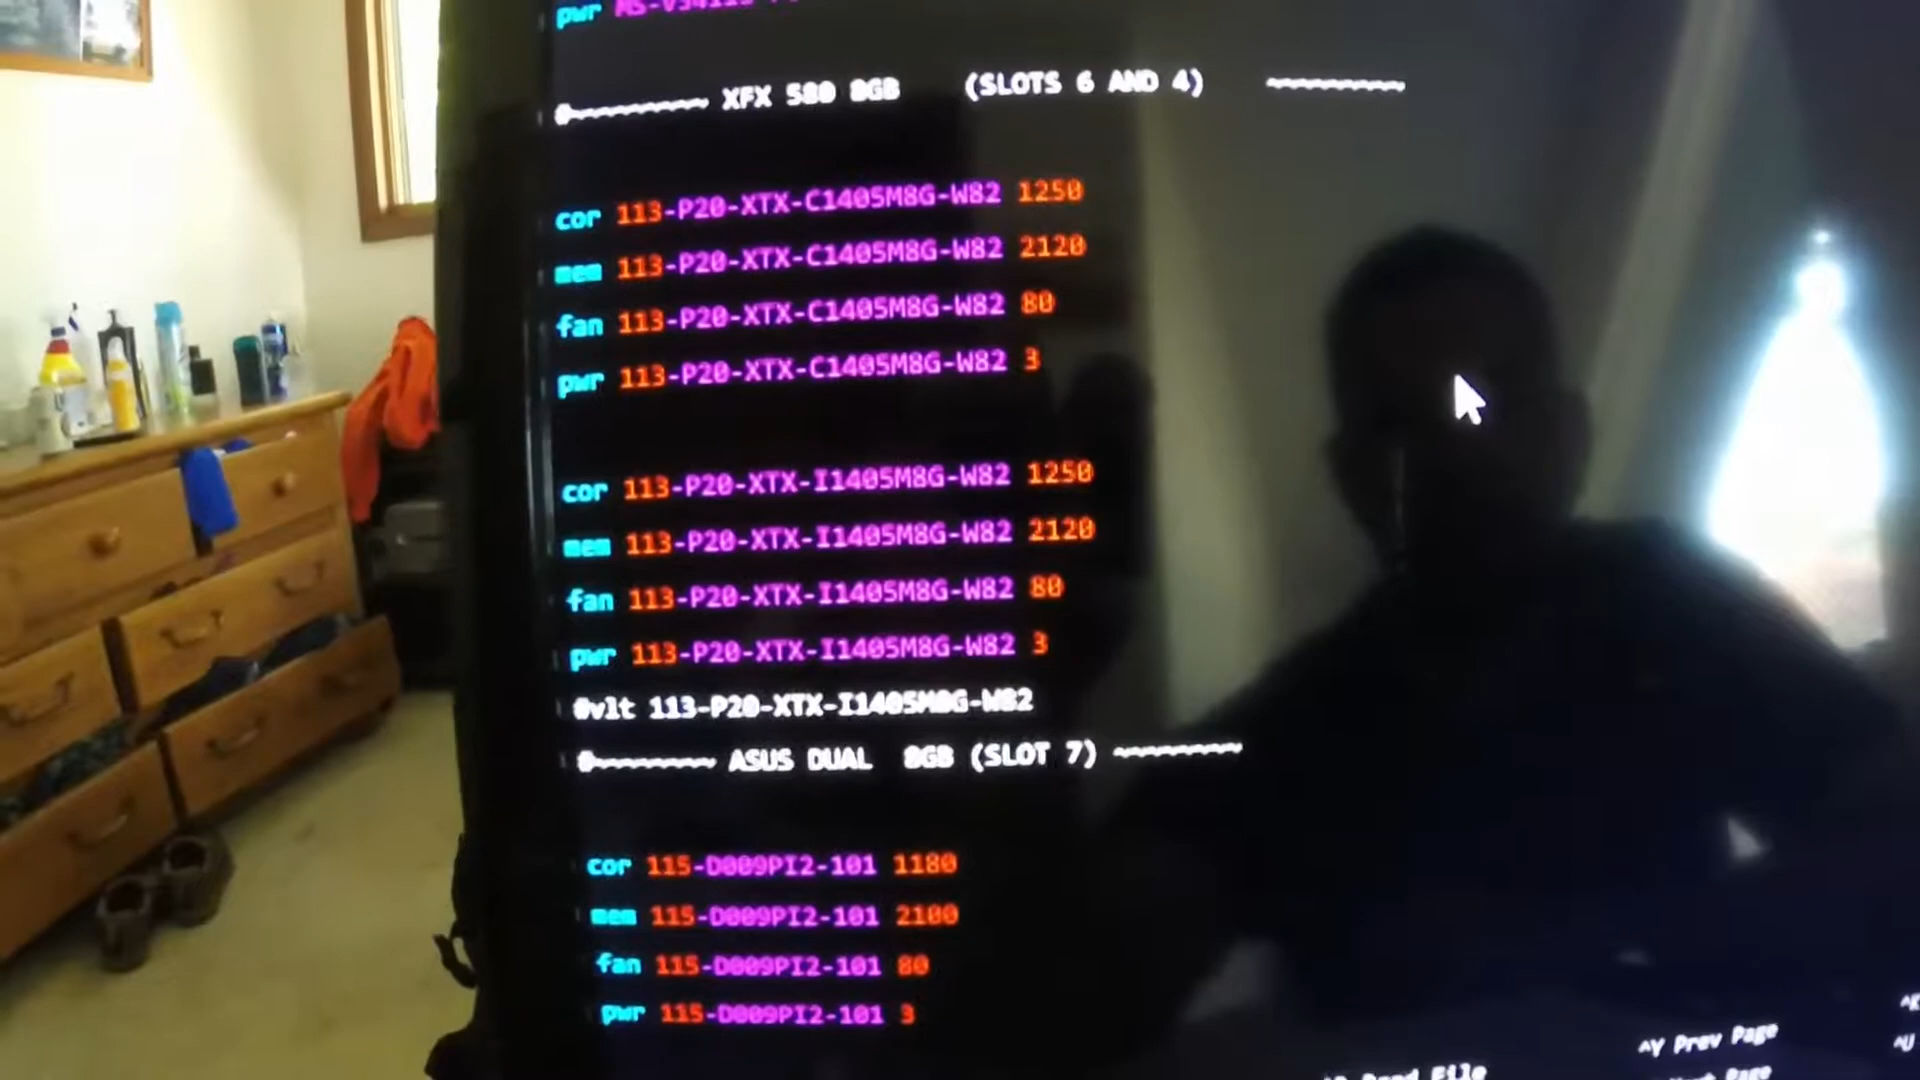 pwr
#~~~~~~~~ XFX 580 8GB (SLOTS 6 AND 4) ~~~~~~~~
cor 113-P20-XTX-C1405M8G-W82 1250
mem 113-P20-XTX-C1405M8G-W82 2120
fan 113-P20-XTX-C1405M8G-W82 80
pwr 113-P20-XTX-C1405M8G-W82 3
cor 113-P20-XTX-I1405M8G-W82 1250
mem 113-P20-XTX-I1405M8G-W82 2120
fan 113-P20-XTX-I1405M8G-W82 80
pwr 113-P20-XTX-I1405M8G-W82 3
#vlt 113-P20-XTX-I1405M8G-W82
#~~~~~~~~ ASUS DUAL 8GB (SLOT 7) ~~~~~~~~
cor 115-D009PI2-101 1180
mem 115-D009PI2-101 2100
fan 115-D009PI2-101 80
pwr 115-D009PI2-101 3
^Y Prev Page
File
Page
^U